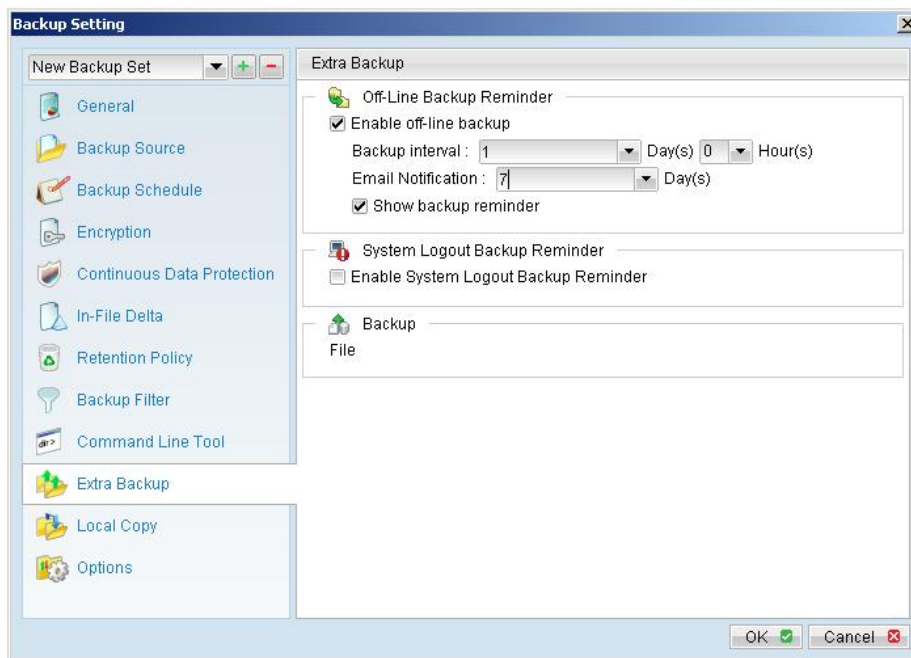 Backup Setting
New Backup Set
General
Backup Source
Backup Schedule
Encryption
Continuous Data Protection
In-File Delta
Retention Policy
Backup Filter
Command Line Tool
Extra Backup
Local Copy
Options
Extra Backup
Off-Line Backup Reminder
Enable off-line backup
Backup interval : 1 Day(s) 0 Hour(s)
Email Notification : 7 Day(s)
Show backup reminder
System Logout Backup Reminder
Enable System Logout Backup Reminder
Backup
File
OK Cancel